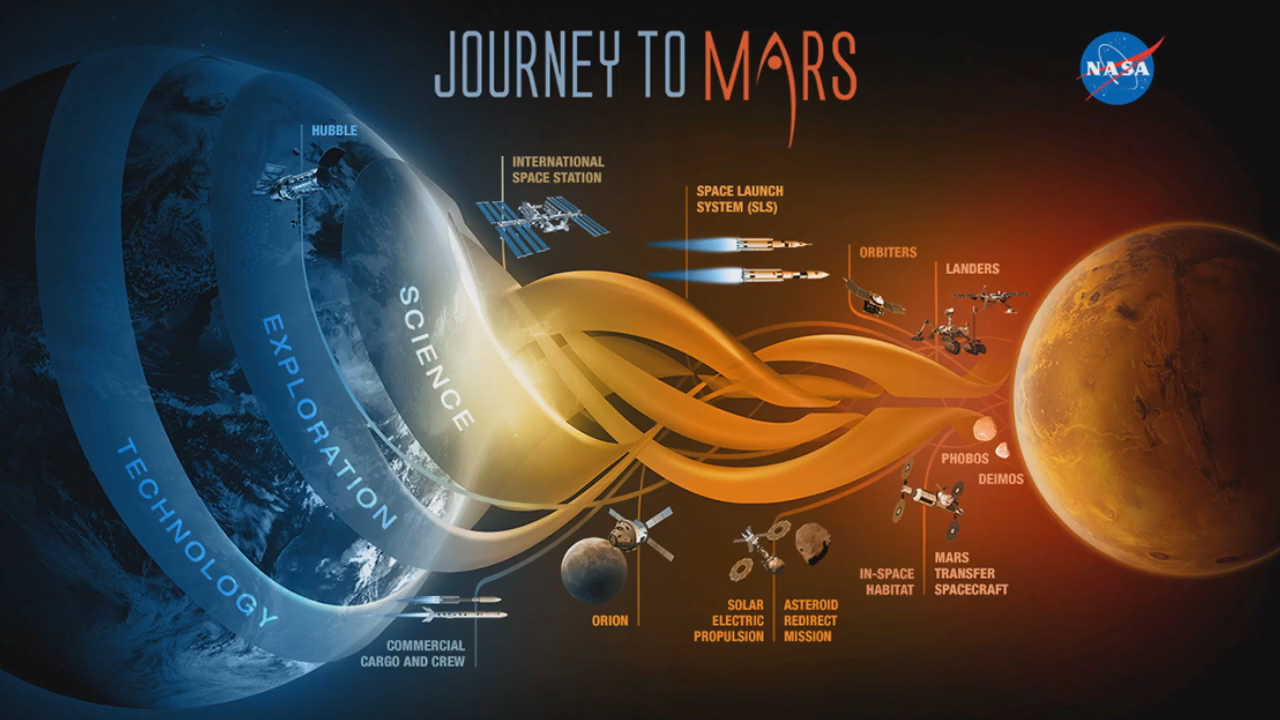 JOURNEY TO MARS
NASA
HUBBLE
INTERNATIONAL
SPACE STATION
SPACE LAUNCH
SYSTEM (SLS)
ORBITERS
LANDERS
SCIENCE
EXPLORATION
TECHNOLOGY
PHOBOS
DEIMOS
COMMERCIAL
CARGO AND CREW
ORION
SOLAR
ELECTRIC
PROPULSION
ASTEROID
REDIRECT
MISSION
IN-SPACE
HABITAT
MARS
TRANSFER
SPACECRAFT